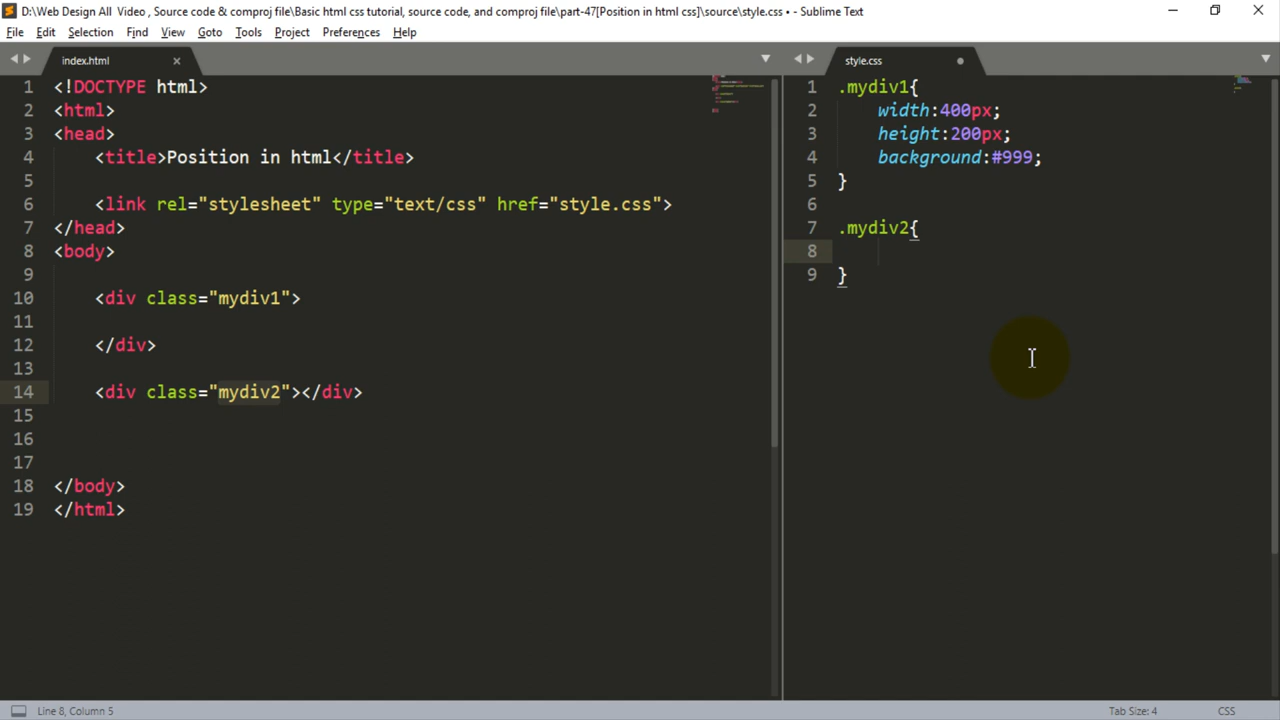 D:\Web Design All  Video , Source code & comproj file\Basic html css tutorial, source code, and comproj file\part-47[Position in html css]\source\style.css • - Sublime Text
File Edit Selection Find View Goto Tools Project Preferences Help
index.html
1 <!DOCTYPE html>
2 <html>
3 <head>
4 <title>Position in html</title>
5
6 <link rel="stylesheet" type="text/css" href="style.css">
7 </head>
8 <body>
9
10 <div class="mydiv1">
11
12 </div>
13
14 <div class="mydiv2"></div>
15
16
17
18 </body>
19 </html>
style.css
1 .mydiv1{
2 width:400px;
3 height:200px;
4 background:#999;
5 }
6
7 .mydiv2{
8
9 }
Line 8, Column 5
Tab Size: 4
CSS